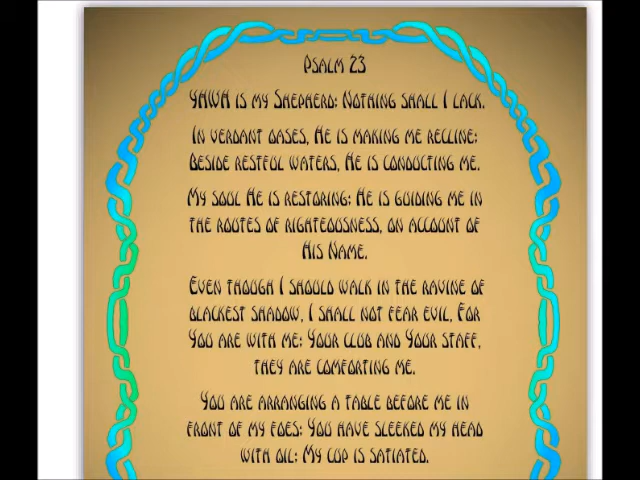 Psalm 23
YHWH is my Shepherd: Nothing shall I lack.
In verdant oases, He is making me recline:
Beside restful waters, He is conducting me.
My soul He is restoring: He is guiding me in
the routes of righteousness, on account of
His Name.
Even though I should walk in the ravine of
blackest shadow, I shall not fear evil, For
You are with me: Your club and Your staff,
they are comforting me.
You are arranging a table before me in
front of my foes: You have sleeked my head
with oil: My cup is satiated.